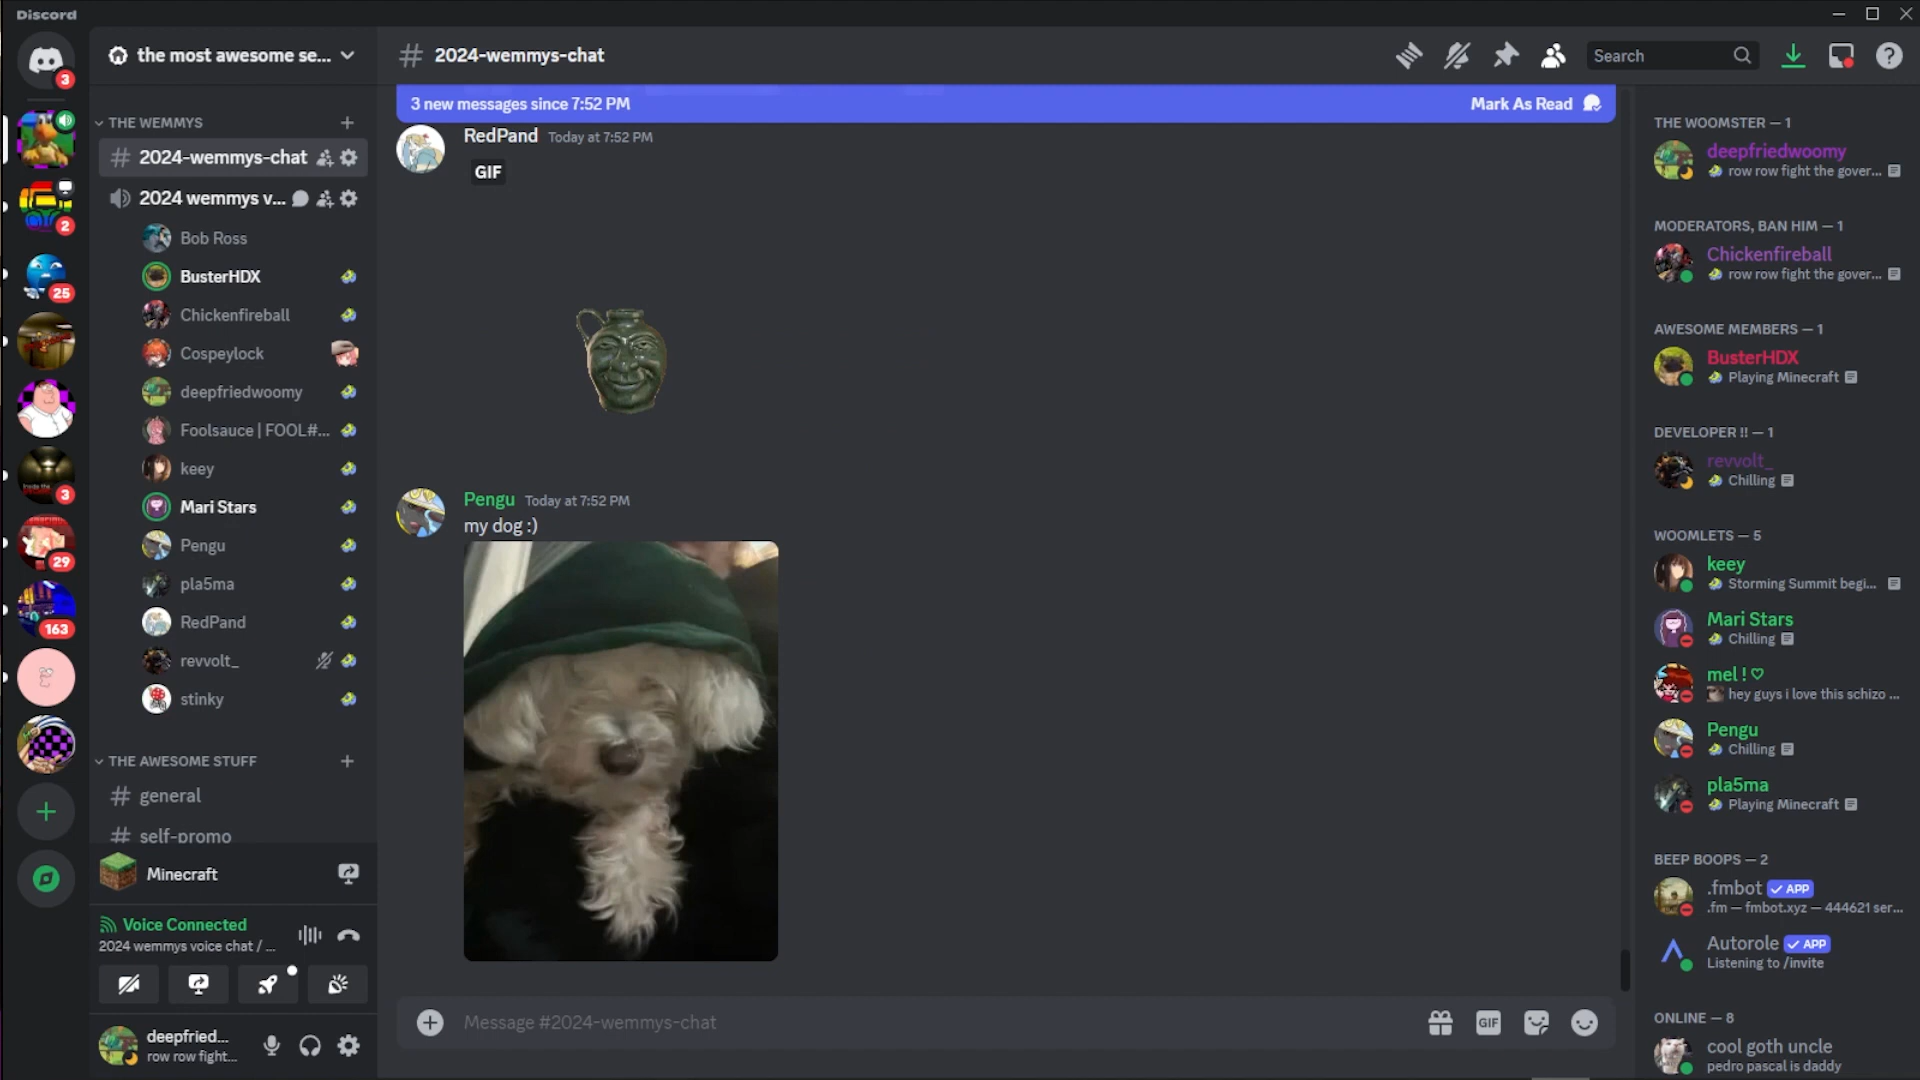 Discord
3
2
25
3
29
163
the most awesome se...
THE WEMMYS
2024-wemmys-chat
2024 wemmys v...
Bob Ross
BusterHDX
Chickenfireball
Cospeylock
deepfriedwoomy
Foolsauce | FOOL#...
keey
Mari Stars
Pengu
pla5ma
RedPand
revvolt_
stinky
THE AWESOME STUFF
general
self-promo
Minecraft
Voice Connected
2024 wemmys voice chat / ...
deepfried...
row row fight...
2024-wemmys-chat
Search
3 new messages since 7:52 PM
Mark As Read
RedPand Today at 7:52 PM
GIF
Pengu Today at 7:52 PM
my dog :)
Message #2024-wemmys-chat
GIF
THE WOOMSTER — 1
deepfriedwoomy
row row fight the gover...
MODERATORS, BAN HIM — 1
Chickenfireball
row row fight the gover...
AWESOME MEMBERS — 1
BusterHDX
Playing Minecraft
DEVELOPER !! — 1
revvolt_
Chilling
WOOMLETS — 5
keey
Storming Summit begi...
Mari Stars
Chilling
mel ! ♡
hey guys i love this schizo ...
Pengu
Chilling
pla5ma
Playing Minecraft
BEEP BOOPS — 2
.fmbot ✓ APP
.fm — fmbot.xyz — 444621 ser...
Autorole ✓ APP
Listening to /invite
ONLINE — 8
cool goth uncle
pedro pascal is daddy